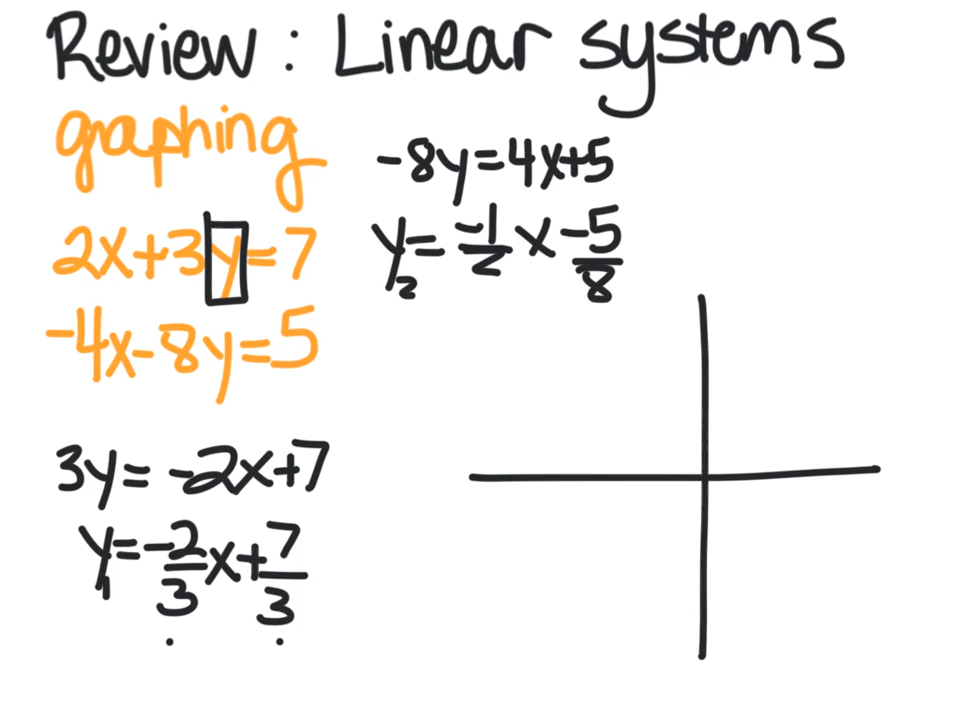 Review : Linear systems
graphing
2x+3y=7
-4x-8y=5
-8y=4x+5
y₂=-1/2 x -5/8
3y=-2x+7
y₁=-2/3 x+7/3